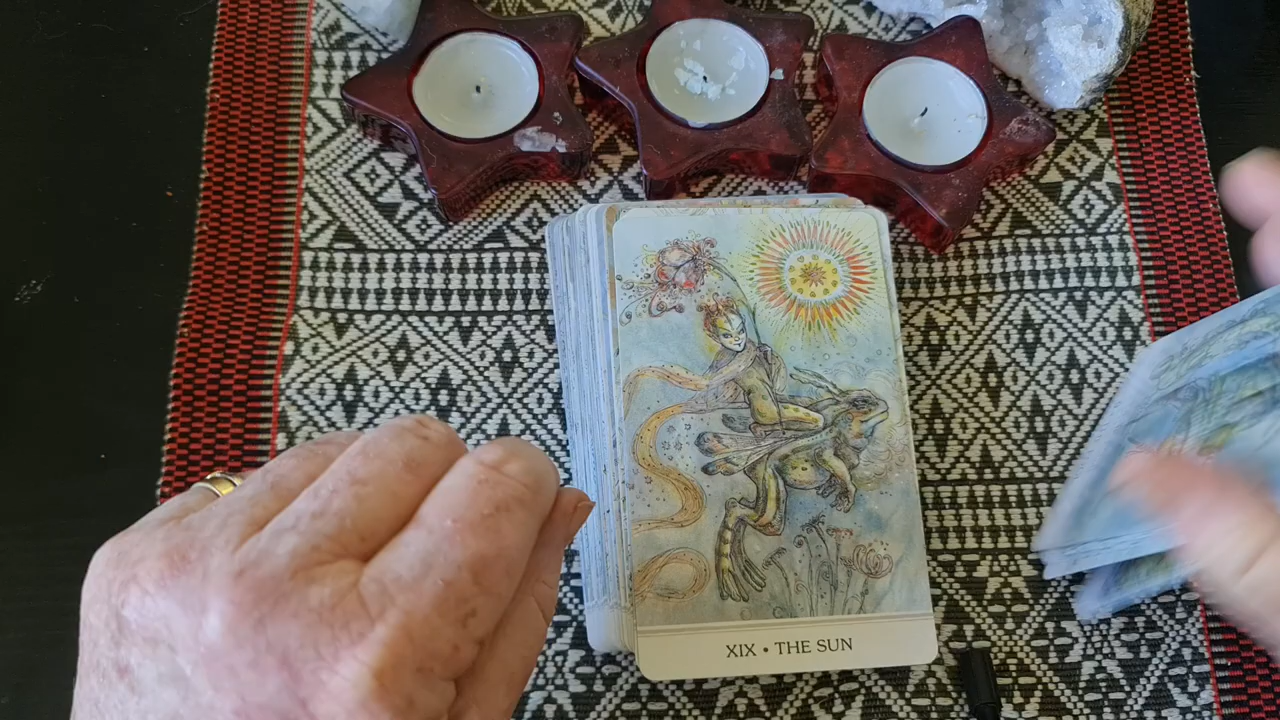 XIX • THE SUN